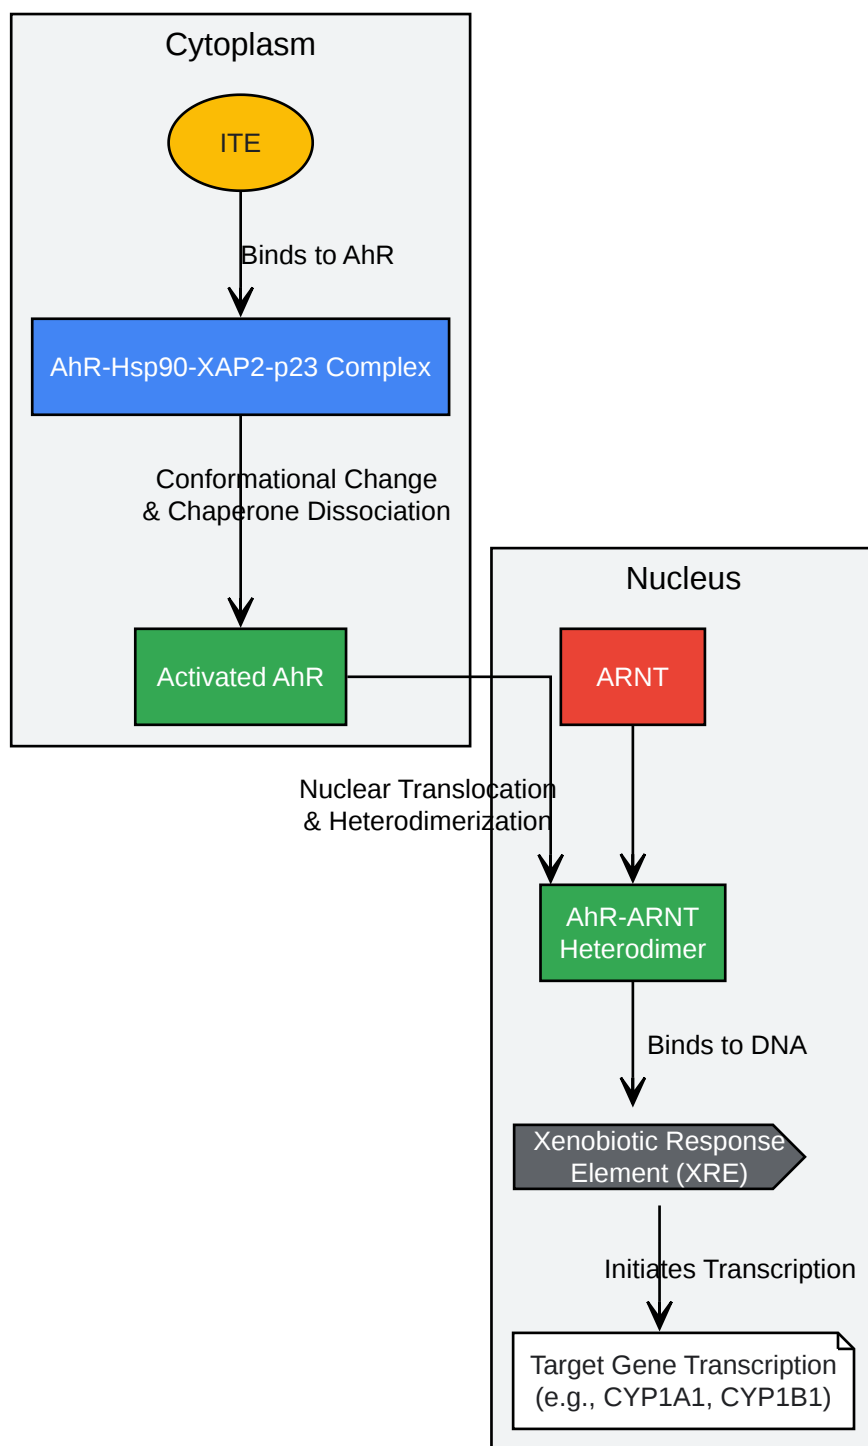 Cytoplasm
ITE
Binds to AhR
AhR-Hsp90-XAP2-p23 Complex
Conformational Change
& Chaperone Dissociation
Activated AhR
Nucleus
ARNT
Nuclear Translocation
& Heterodimerization
AhR-ARNT
Heterodimer
Binds to DNA
Xenobiotic Response
Element (XRE)
Initiates Transcription
Target Gene Transcription
(e.g., CYP1A1, CYP1B1)